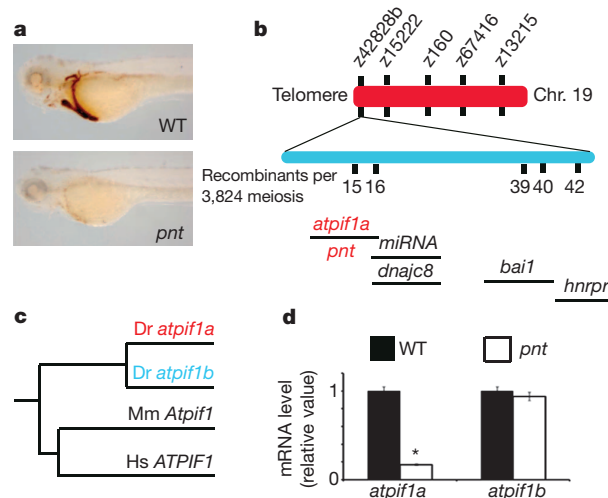 a
WT
pnt
b
z42828b
z15222
z160
z67416
z13215
Telomere
Chr. 19
Recombinants per
3,824 meiosis
15
16
39
40
42
atpif1a
pnt
miRNA
dnajc8
bai1
hnrpr
c
Dr atpif1a
Dr atpif1b
Mm Atpif1
Hs ATPIF1
d
WT
pnt
mRNA level
(relative value)
1
0
*
atpif1a
atpif1b